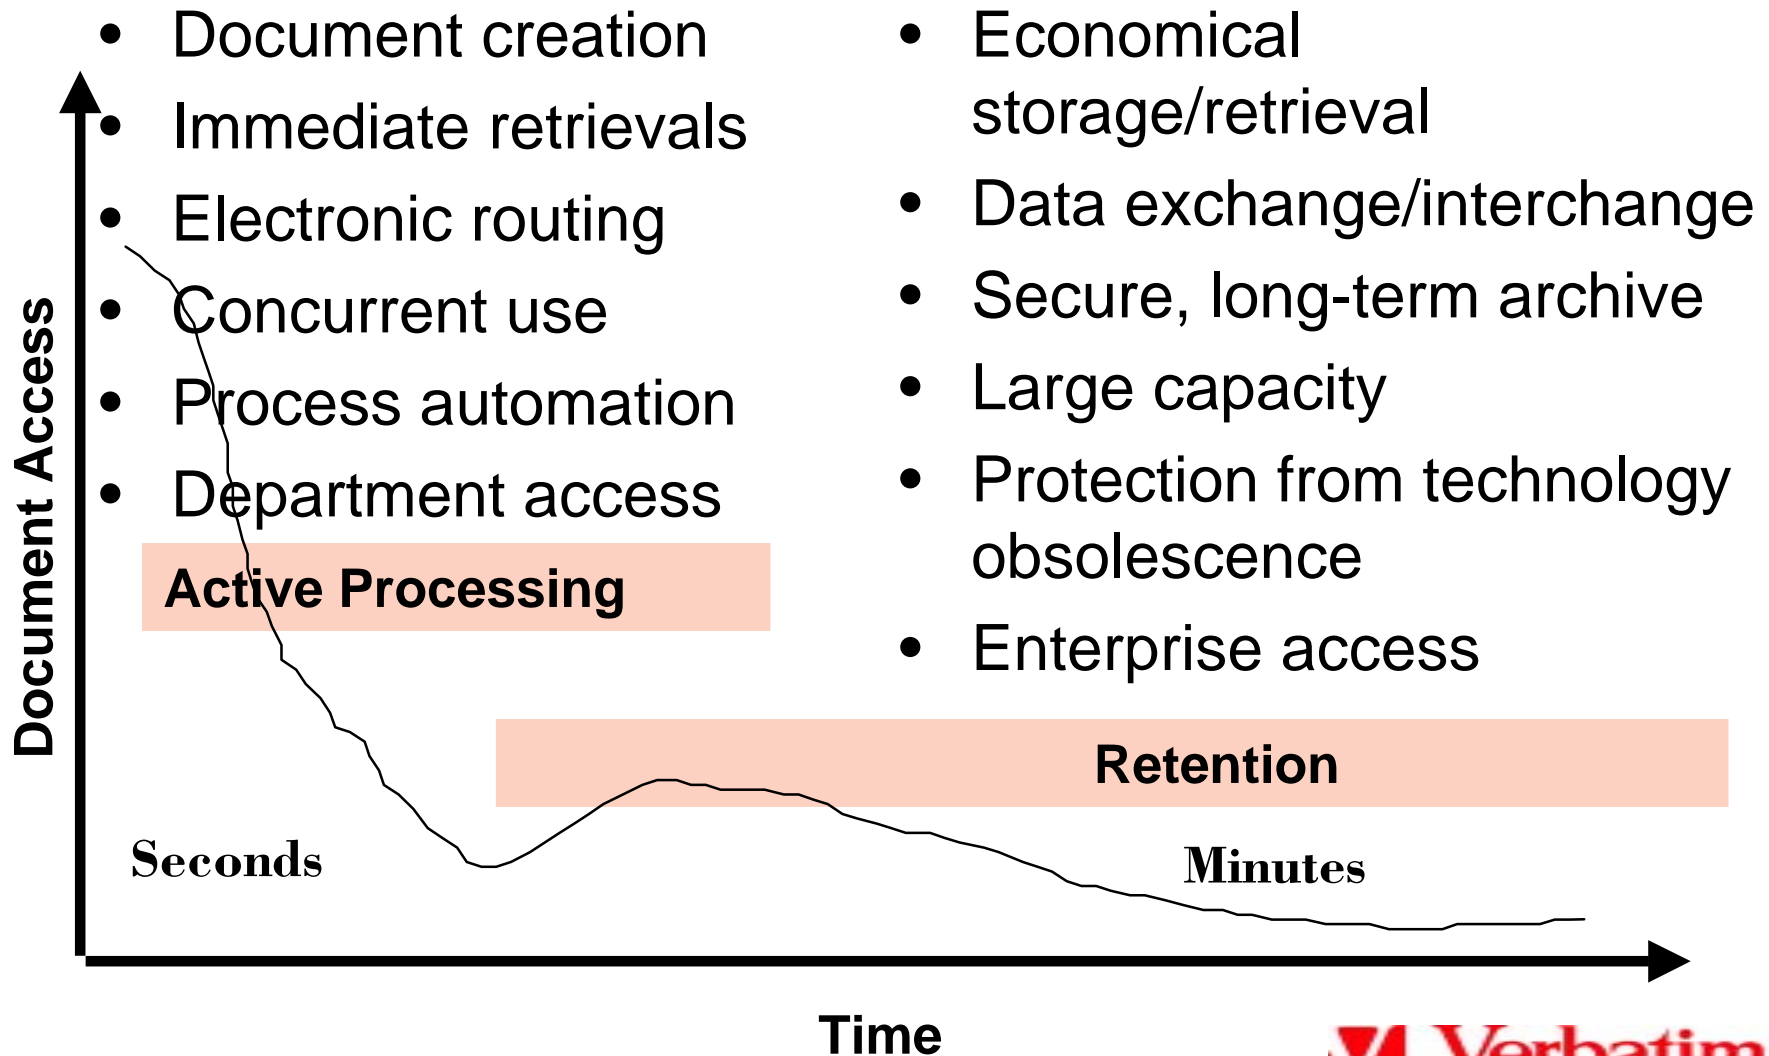 • Document creation
• Immediate retrievals
• Electronic routing
• Concurrent use
• Process automation
• Department access
Active Processing
• Economical
storage/retrieval
• Data exchange/interchange
• Secure, long-term archive
• Large capacity
• Protection from technology
obsolescence
• Enterprise access
Retention
Document Access
Seconds
Minutes
Time
Verbatim